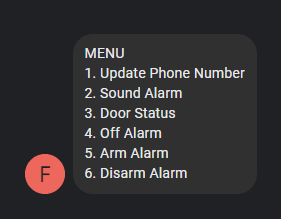 MENU
1. Update Phone Number
2. Sound Alarm
3. Door Status
4. Off Alarm
5. Arm Alarm
6. Disarm Alarm
F